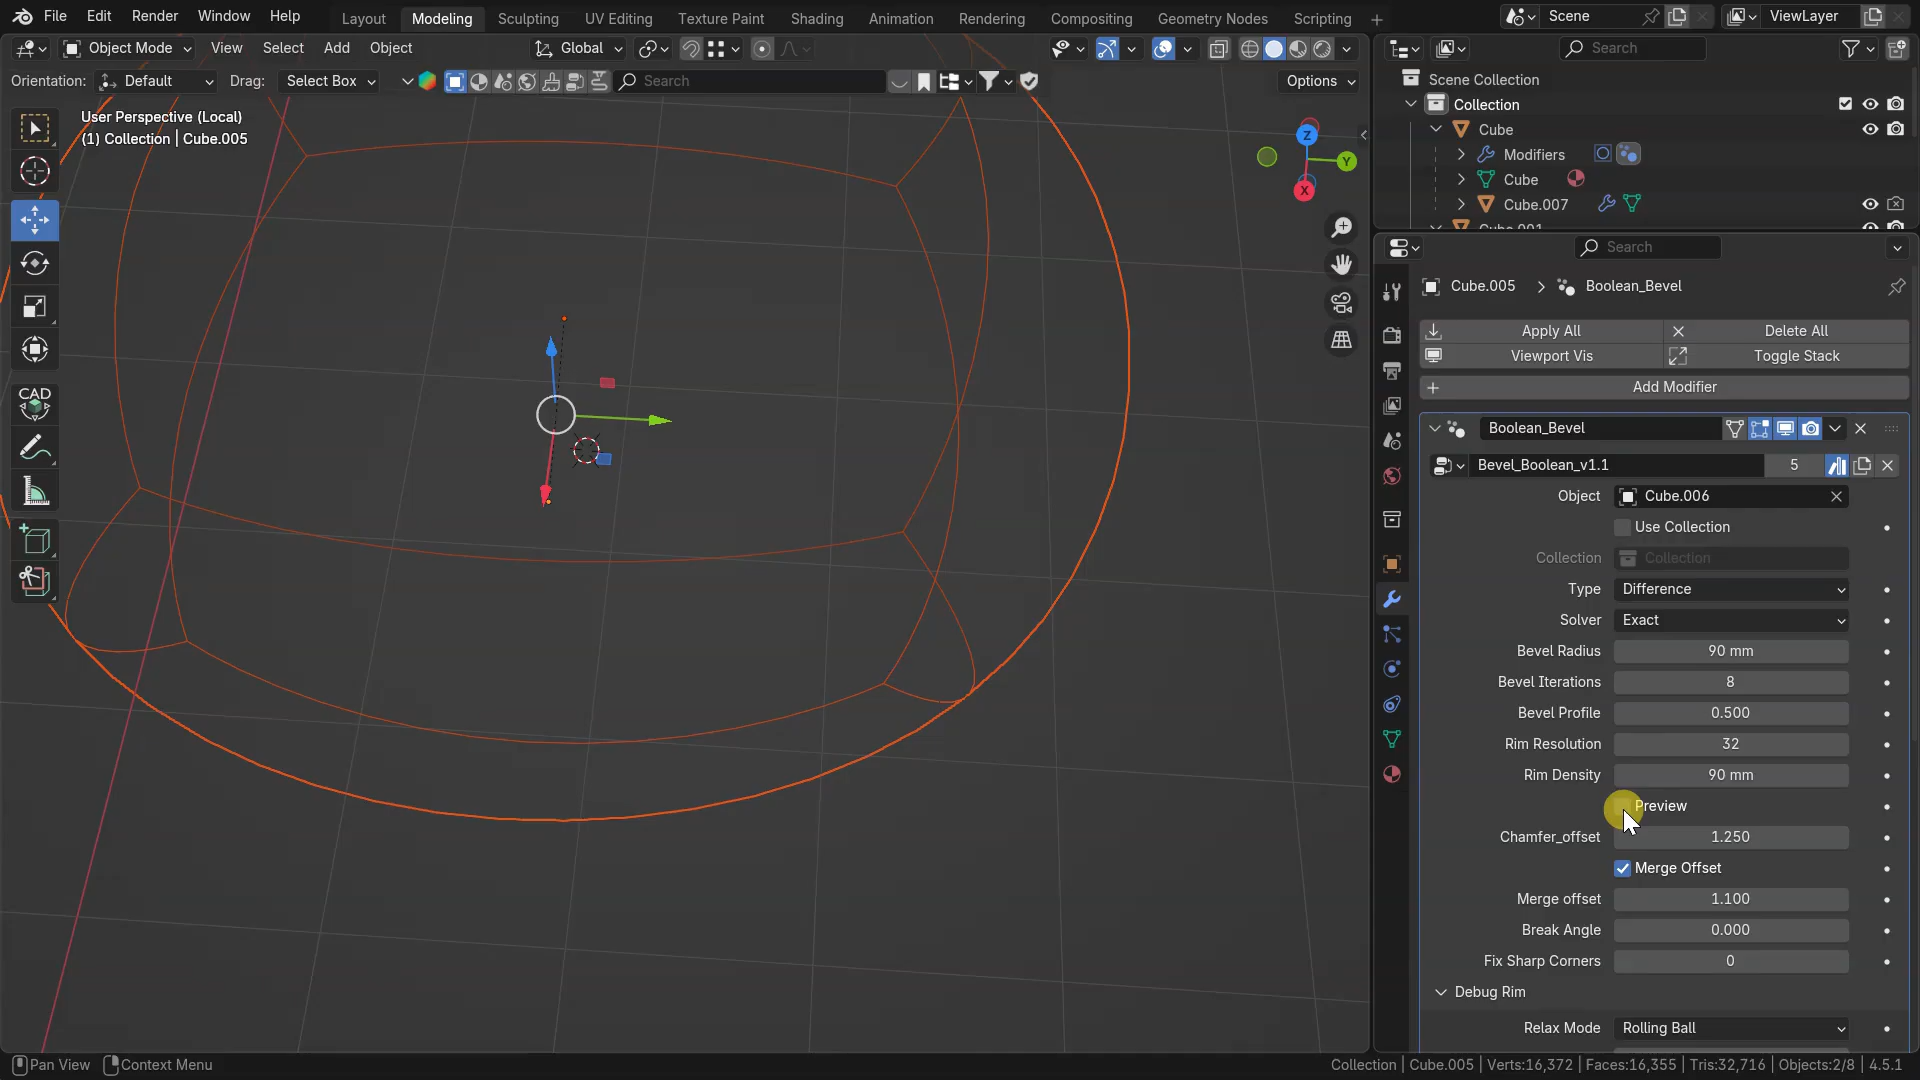 File Edit Render Window Help
Layout Modeling Sculpting UV Editing Texture Paint Shading Animation Rendering Compositing Geometry Nodes Scripting +
Scene
ViewLayer
Object Mode View Select Add Object
Global
Search
Orientation: Default Drag: Select Box
Search
Options
User Perspective (Local)
(1) Collection | Cube.005
Z
Y
X
CAD
Scene Collection
Collection
Cube
Modifiers
Cube
Cube.007
Cube.001
Search
Cube.005 > Boolean_Bevel
Apply All
Delete All
Viewport Vis
Toggle Stack
Add Modifier
Boolean_Bevel
Bevel_Boolean_v1.1 5
Object Cube.006
Use Collection
Collection Collection
Type Difference
Solver Exact
Bevel Radius 90 mm
Bevel Iterations 8
Bevel Profile 0.500
Rim Resolution 32
Rim Density 90 mm
Preview
Chamfer_offset 1.250
Merge Offset
Merge offset 1.100
Break Angle 0.000
Fix Sharp Corners 0
Debug Rim
Relax Mode Rolling Ball
Pan View Context Menu
Collection | Cube.005 | Verts:16,372 | Faces:16,355 | Tris:32,716 | Objects:2/8 | 4.5.1